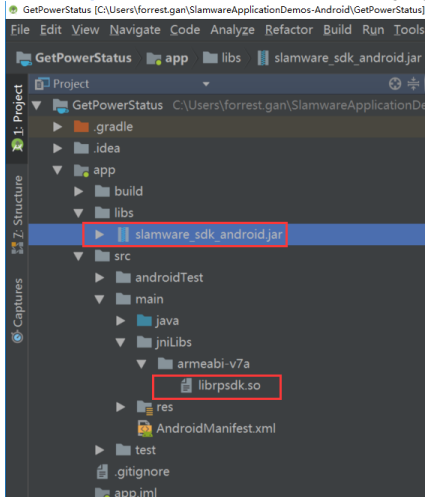 GetPowerStatus [C:\Users\forrest.gan\SlamwareApplicationDemos-Android\GetPowerStatus]
File Edit View Navigate Code Analyze Refactor Build Run Tools
GetPowerStatus app libs slamware_sdk_android.jar
Project
GetPowerStatus C:\Users\forrest.gan\SlamwareApplicationDe
.gradle
.idea
app
build
libs
slamware_sdk_android.jar
src
androidTest
main
java
jniLibs
armeabi-v7a
librpsdk.so
res
AndroidManifest.xml
test
.gitignore
app.iml
1: Project
Z: Structure
Captures